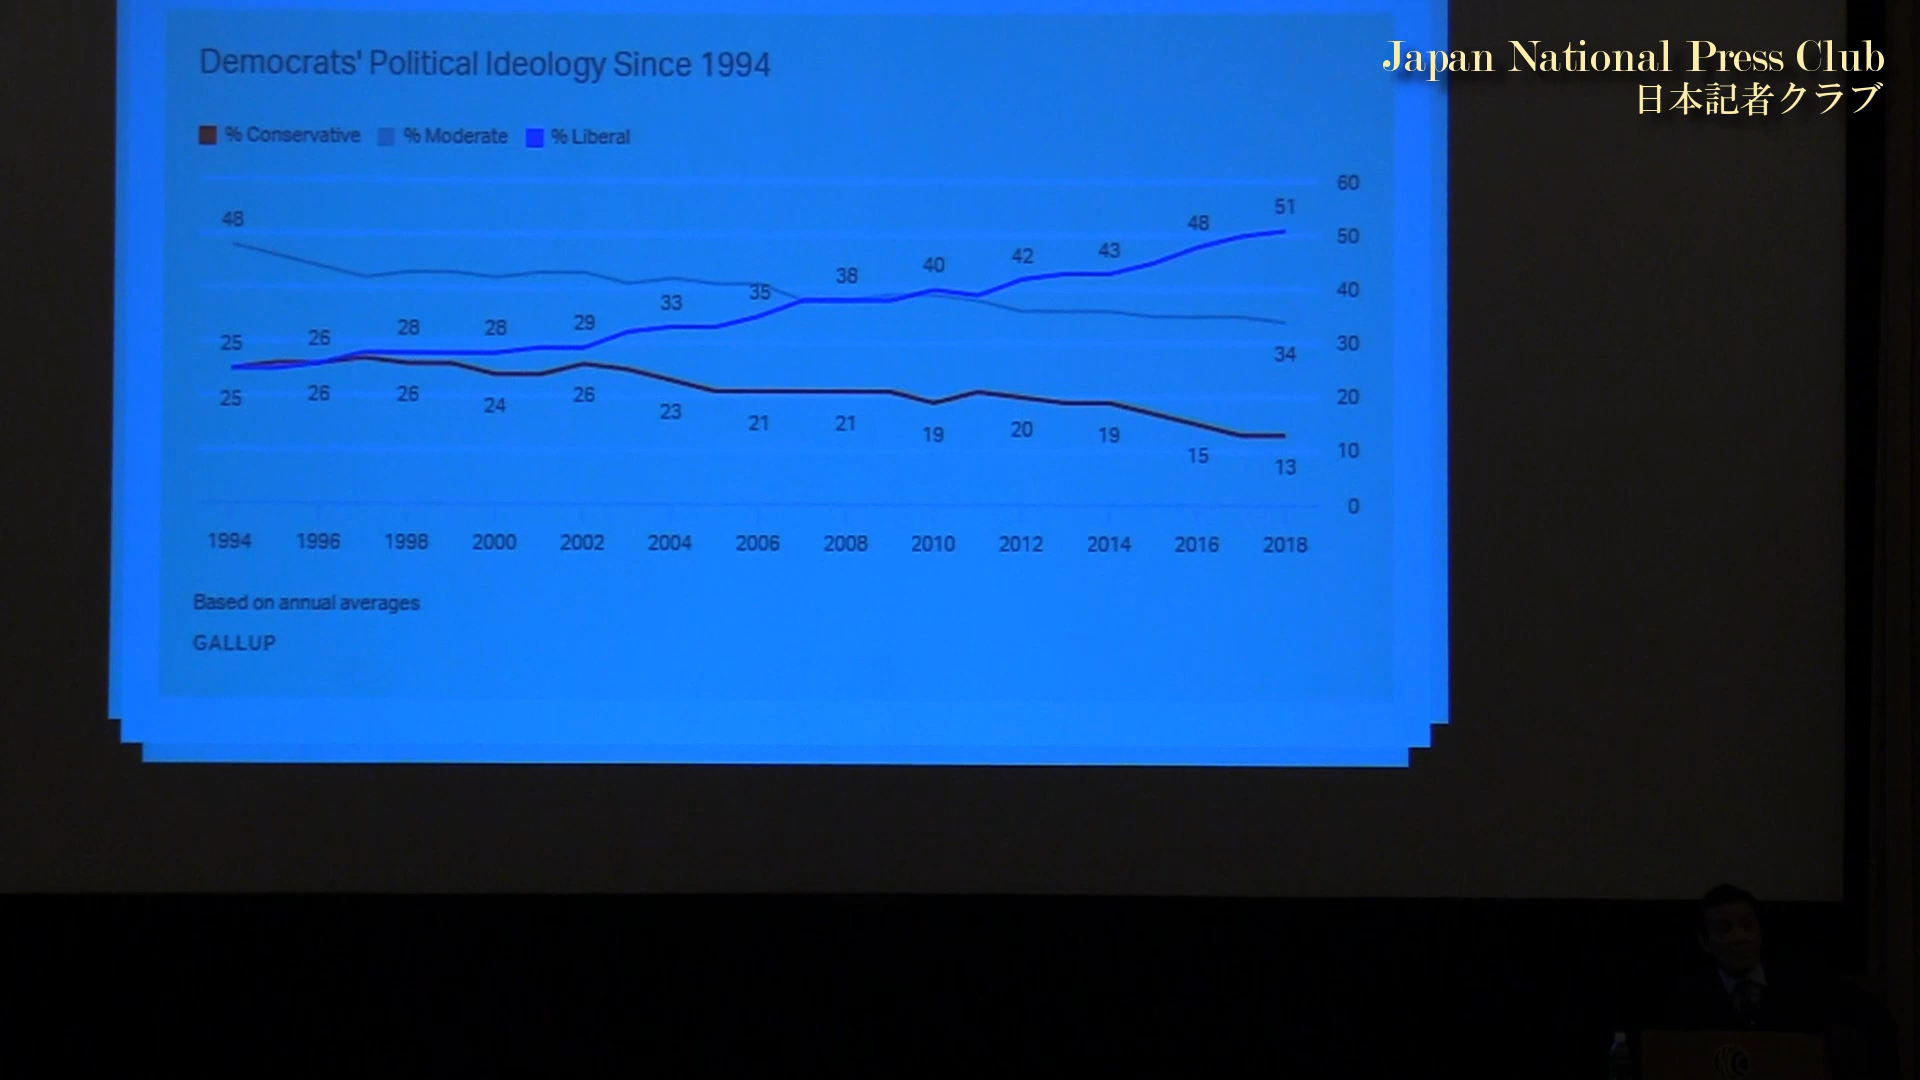 Japan National Press Club
日本記者クラブ
Democrats' Political Ideology Since 1994
% Conservative % Moderate % Liberal
60
50
40
30
20
10
0
48
25 26 28 28 29 33 35 38 40 42 43 48 51
34
25 26 26 24 26 23 21 21 19 20 19 15 13
1994 1996 1998 2000 2002 2004 2006 2008 2010 2012 2014 2016 2018
Based on annual averages
GALLUP